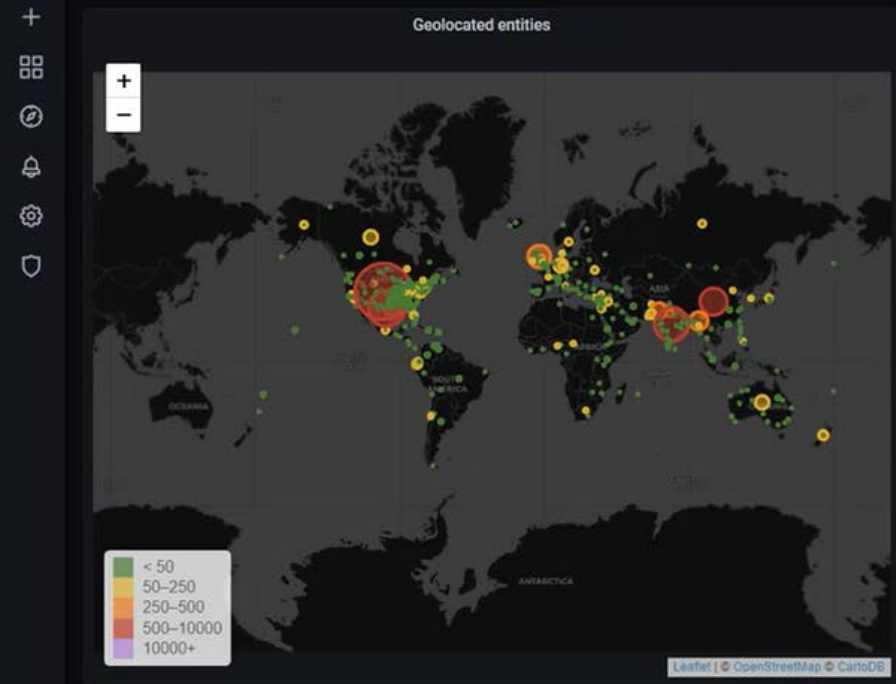 Geolocated entities
+
−
ASIA
SOUTH
AMERICA
OCEANIA
ANTARCTICA
< 50
50–250
250–500
500–10000
10000+
Leaflet | © OpenStreetMap © CartoDB